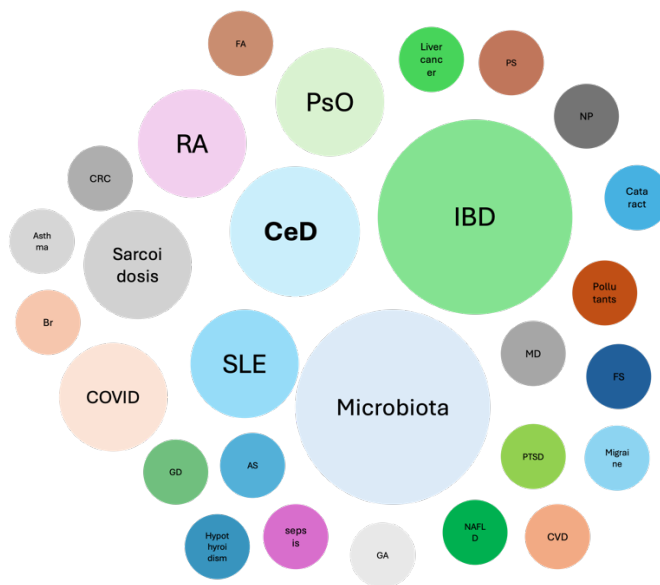 FA
Liver
canc
er
PS
PsO
NP
RA
CRC
IBD
Cata
ract
CeD
Asth
ma
Sarcoi
dosis
Pollu
tants
Br
MD
SLE
FS
COVID
Microbiota
PTSD
Migrai
ne
GD
AS
NAFL
D
CVD
Hypot
hyroi
dism
seps
is
GA